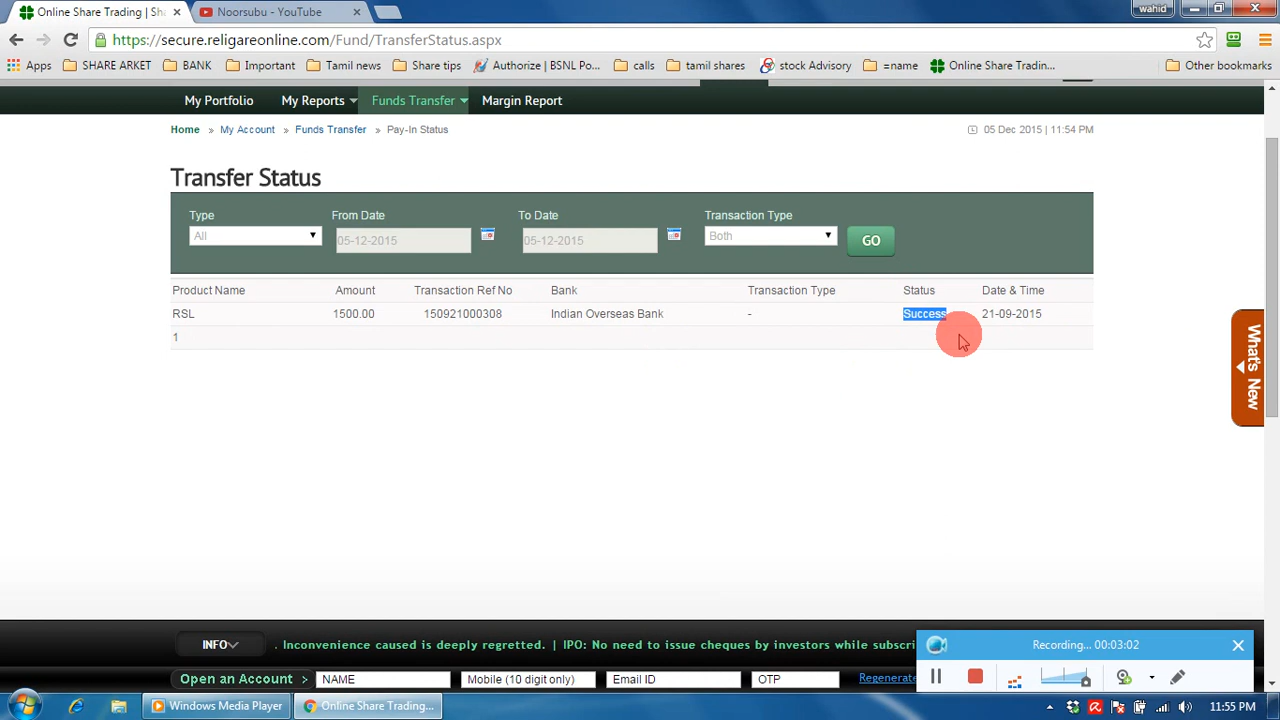 Online Share Trading | Sha
Noorsubu - YouTube
wahid
https://secure.religareonline.com/Fund/TransferStatus.aspx
Apps SHARE ARKET BANK Important Tamil news Share tips Authorize | BSNL Po... calls tamil shares stock Advisory =name Online Share Tradin... Other bookmarks
My Portfolio My Reports Funds Transfer Margin Report
Home » My Account » Funds Transfer » Pay-In Status 05 Dec 2015 | 11:54 PM
Transfer Status
Type From Date To Date Transaction Type
All 05-12-2015 05-12-2015 Both GO
Product Name Amount Transaction Ref No Bank Transaction Type Status Date & Time
RSL 1500.00 150921000308 Indian Overseas Bank - Success 21-09-2015
1
What's New
INFO . Inconvenience caused is deeply regretted. | IPO: No need to issue cheques by investors while subscri
Recording... 00:03:02
Open an Account > NAME Mobile (10 digit only) Email ID OTP Regenerate
Windows Media Player Online Share Trading... 11:55 PM